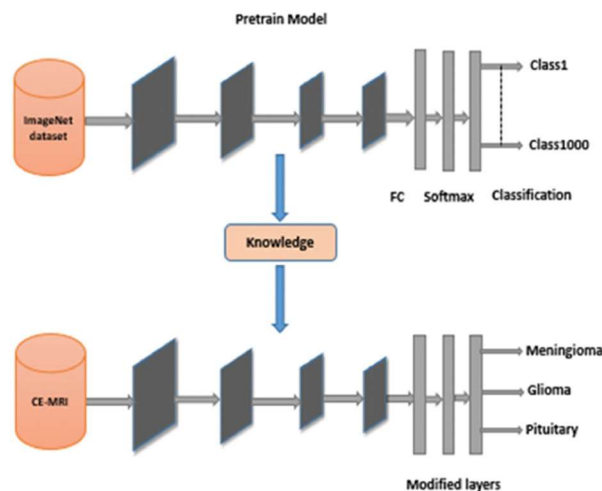 Pretrain Model
ImageNet
dataset
Class1
Class1000
FC Softmax Classification
Knowledge
CE-MRI
Meningioma
Glioma
Pituitary
Modified layers